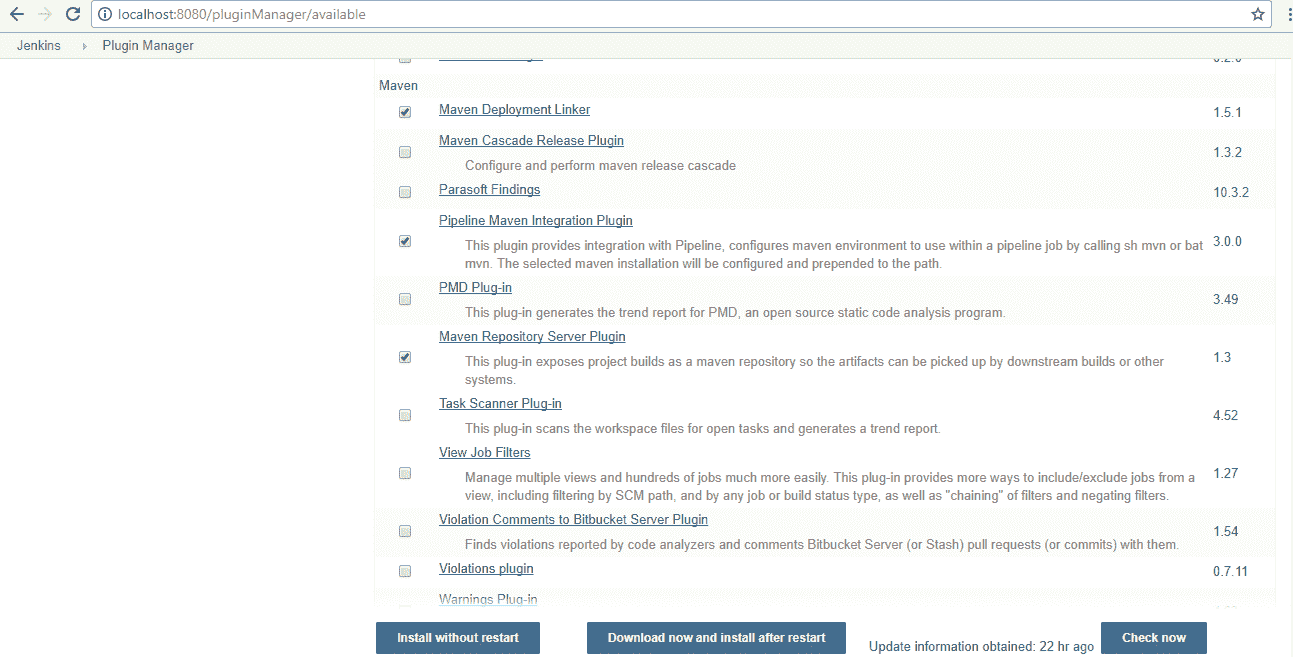 localhost:8080/pluginManager/available
Jenkins Plugin Manager
Maven
Maven Deployment Linker 1.5.1
Maven Cascade Release Plugin
Configure and perform maven release cascade 1.3.2
Parasoft Findings 10.3.2
Pipeline Maven Integration Plugin
This plugin provides integration with Pipeline, configures maven environment to use within a pipeline job by calling sh mvn or bat 3.0.0
mvn. The selected maven installation will be configured and prepended to the path.
PMD Plug-in
This plug-in generates the trend report for PMD, an open source static code analysis program. 3.49
Maven Repository Server Plugin
This plug-in exposes project builds as a maven repository so the artifacts can be picked up by downstream builds or other 1.3
systems.
Task Scanner Plug-in
This plug-in scans the workspace files for open tasks and generates a trend report. 4.52
View Job Filters
Manage multiple views and hundreds of jobs much more easily. This plug-in provides more ways to include/exclude jobs from a 1.27
view, including filtering by SCM path, and by any job or build status type, as well as "chaining" of filters and negating filters.
Violation Comments to Bitbucket Server Plugin
Finds violations reported by code analyzers and comments Bitbucket Server (or Stash) pull requests (or commits) with them. 1.54
Violations plugin 0.7.11
Warnings Plug-in
Install without restart Download now and install after restart Update information obtained: 22 hr ago Check now